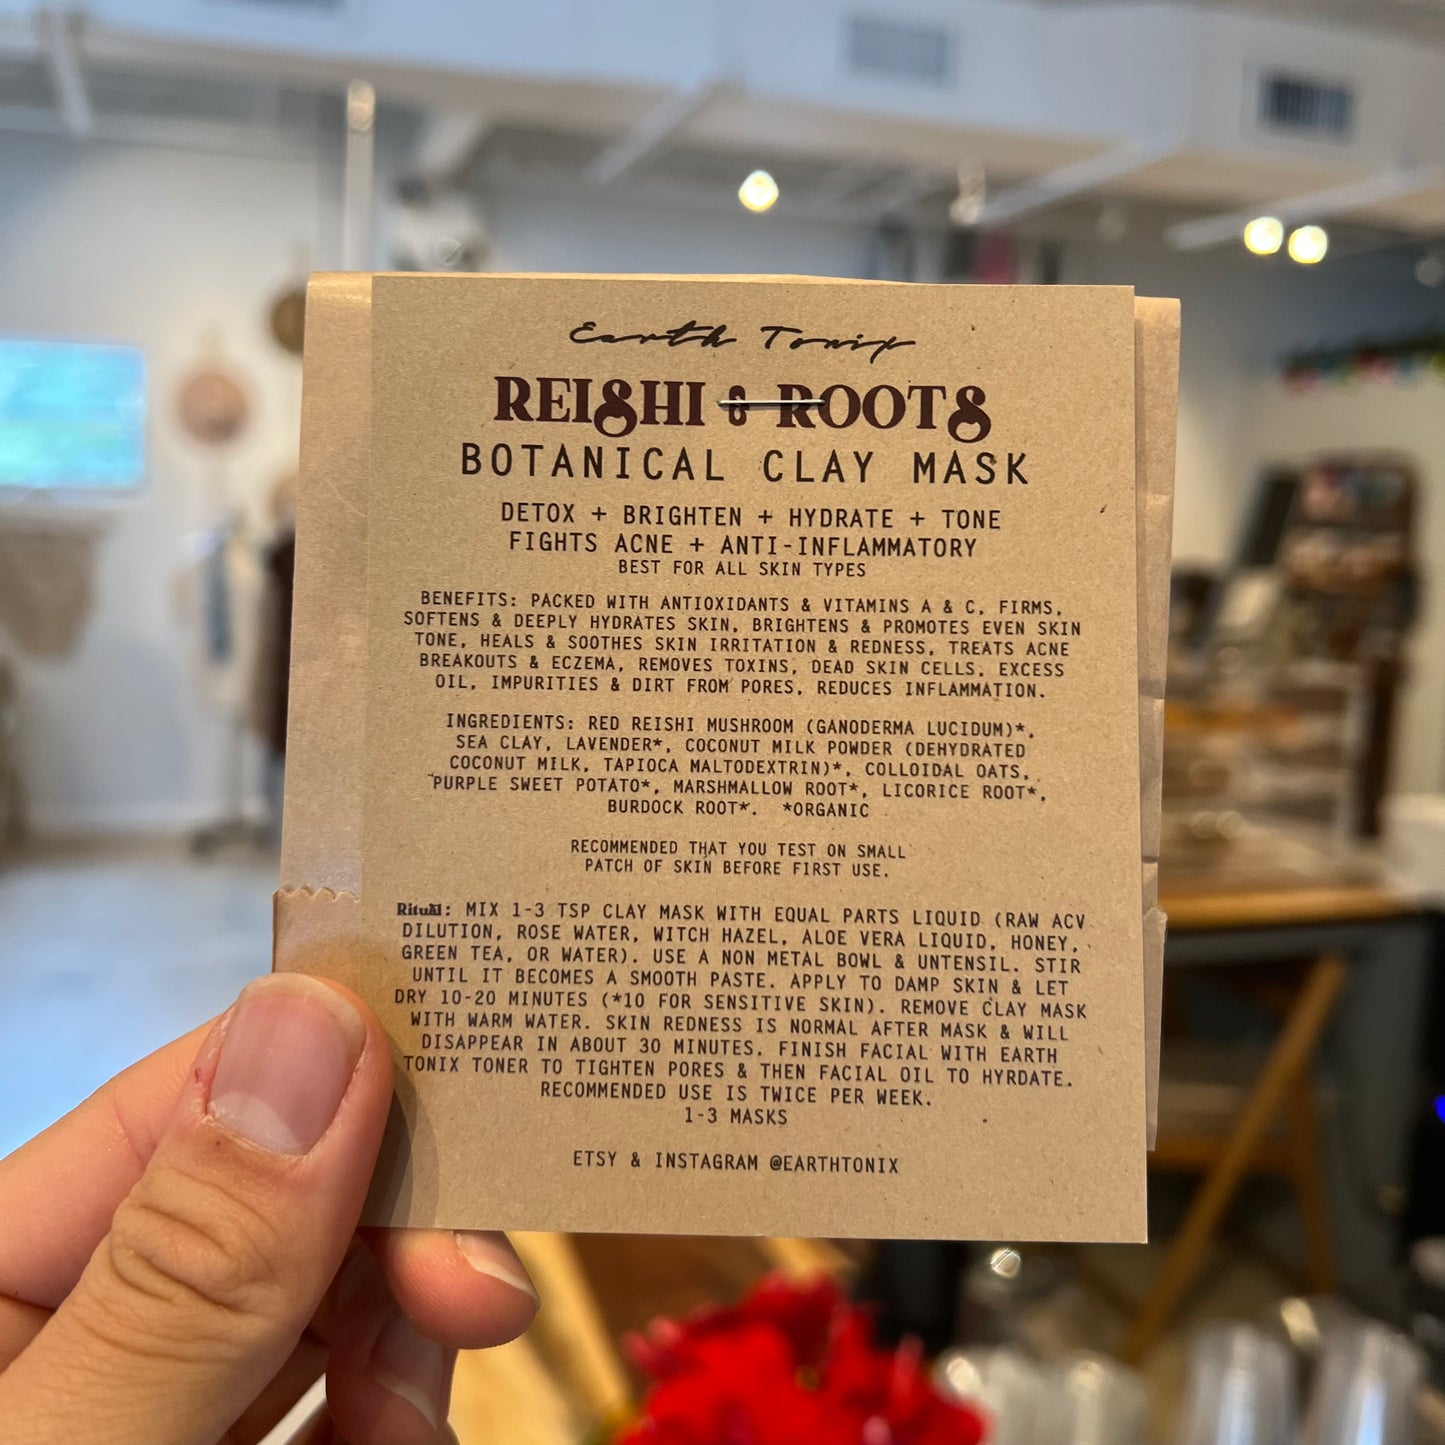 Earth Tonix
REISHI & ROOTS
BOTANICAL CLAY MASK
DETOX + BRIGHTEN + HYDRATE + TONE
FIGHTS ACNE + ANTI-INFLAMMATORY
BEST FOR ALL SKIN TYPES
BENEFITS: PACKED WITH ANTIOXIDANTS & VITAMINS A & C, FIRMS,
SOFTENS & DEEPLY HYDRATES SKIN, BRIGHTENS & PROMOTES EVEN SKIN
TONE, HEALS & SOOTHES SKIN IRRITATION & REDNESS, TREATS ACNE
BREAKOUTS & ECZEMA, REMOVES TOXINS, DEAD SKIN CELLS, EXCESS
OIL, IMPURITIES & DIRT FROM PORES, REDUCES INFLAMMATION.
INGREDIENTS: RED REISHI MUSHROOM (GANODERMA LUCIDUM)*,
SEA CLAY, LAVENDER*, COCONUT MILK POWDER (DEHYDRATED
COCONUT MILK, TAPIOCA MALTODEXTRIN)*, COLLOIDAL OATS,
PURPLE SWEET POTATO*, MARSHMALLOW ROOT*, LICORICE ROOT*,
BURDOCK ROOT*. *ORGANIC
RECOMMENDED THAT YOU TEST ON SMALL
PATCH OF SKIN BEFORE FIRST USE.
Ritual: MIX 1-3 TSP CLAY MASK WITH EQUAL PARTS LIQUID (RAW ACV
DILUTION, ROSE WATER, WITCH HAZEL, ALOE VERA LIQUID, HONEY,
GREEN TEA, OR WATER). USE A NON METAL BOWL & UNTENSIL. STIR
UNTIL IT BECOMES A SMOOTH PASTE. APPLY TO DAMP SKIN & LET
DRY 10-20 MINUTES (*10 FOR SENSITIVE SKIN). REMOVE CLAY MASK
WITH WARM WATER. SKIN REDNESS IS NORMAL AFTER MASK & WILL
DISAPPEAR IN ABOUT 30 MINUTES. FINISH FACIAL WITH EARTH
TONIX TONER TO TIGHTEN PORES & THEN FACIAL OIL TO HYRDATE.
RECOMMENDED USE IS TWICE PER WEEK.
1-3 MASKS
ETSY & INSTAGRAM @EARTHTONIX